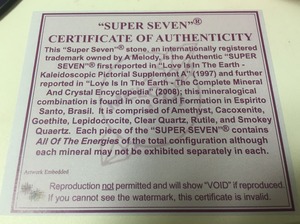 "SUPER SEVEN"®
CERTIFICATE OF AUTHENTICITY
This "Super Seven"® stone, an internationally registered
trademark owned by A Melody, is the Authentic "SUPER
SEVEN"® first reported in "Love Is In The Earth -
Kaleidoscopic Pictorial Supplement A" (1997) and further
reported in "Love Is In The Earth - The Complete Mineral
And Crystal Encyclopedia" (2008); this mineralogical
combination is found in one Grand Formation in Espirito
Santo, Brasil. It is comprised of Amethyst, Cacoxenite,
Goethite, Lepidocrocite, Clear Quartz, Rutile, and Smokey
Quaertz. Each piece of the "SUPER SEVEN"® contains
All Of The Energies of the total configuration although
each mineral may not be exhibited separately in each.
Artwork Embedded
Reproduction not permitted and will show "VOID" if reproduced.
If you cannot see the watermark, this certificate is invalid.